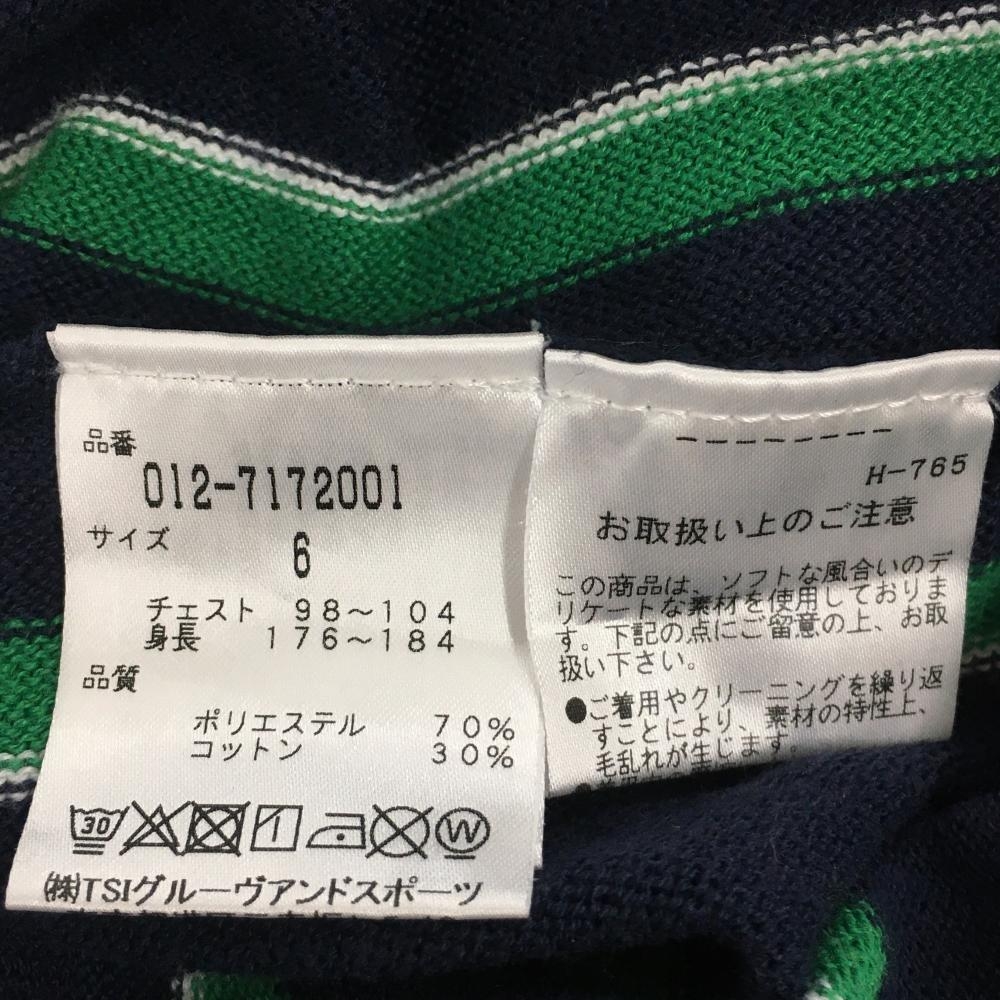 品番
012-7172001
サイズ
6
チェスト 98〜104
身長 176〜184
品質
ポリエステル 70%
コットン 30%
30
W
㈱TSIグルーヴアンドスポーツ
--------
H-765
お取扱い上のご注意
この商品は、ソフトな風合いのデ
リケートな素材を使用しておりま
す。下記の点にご留意の上、お取
扱い下さい。
●ご着用やクリーニングを繰り返
すことにより、素材の特性上、
毛乱れが生じます。